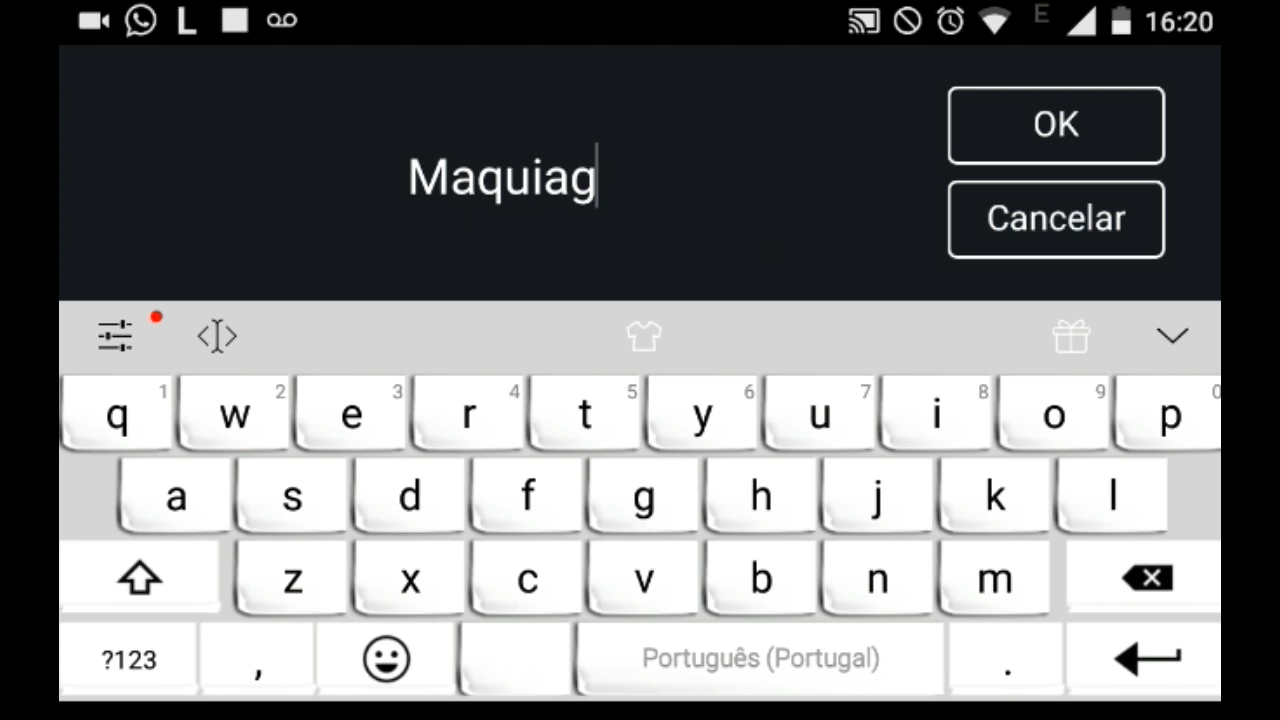 L E 16:20
Maquiag
OK
Cancelar
q 1 w 2 e 3 r 4 t 5 y 6 u 7 i 8 o 9 p 0
a s d f g h j k l
z x c v b n m
?123 , Português (Portugal) .